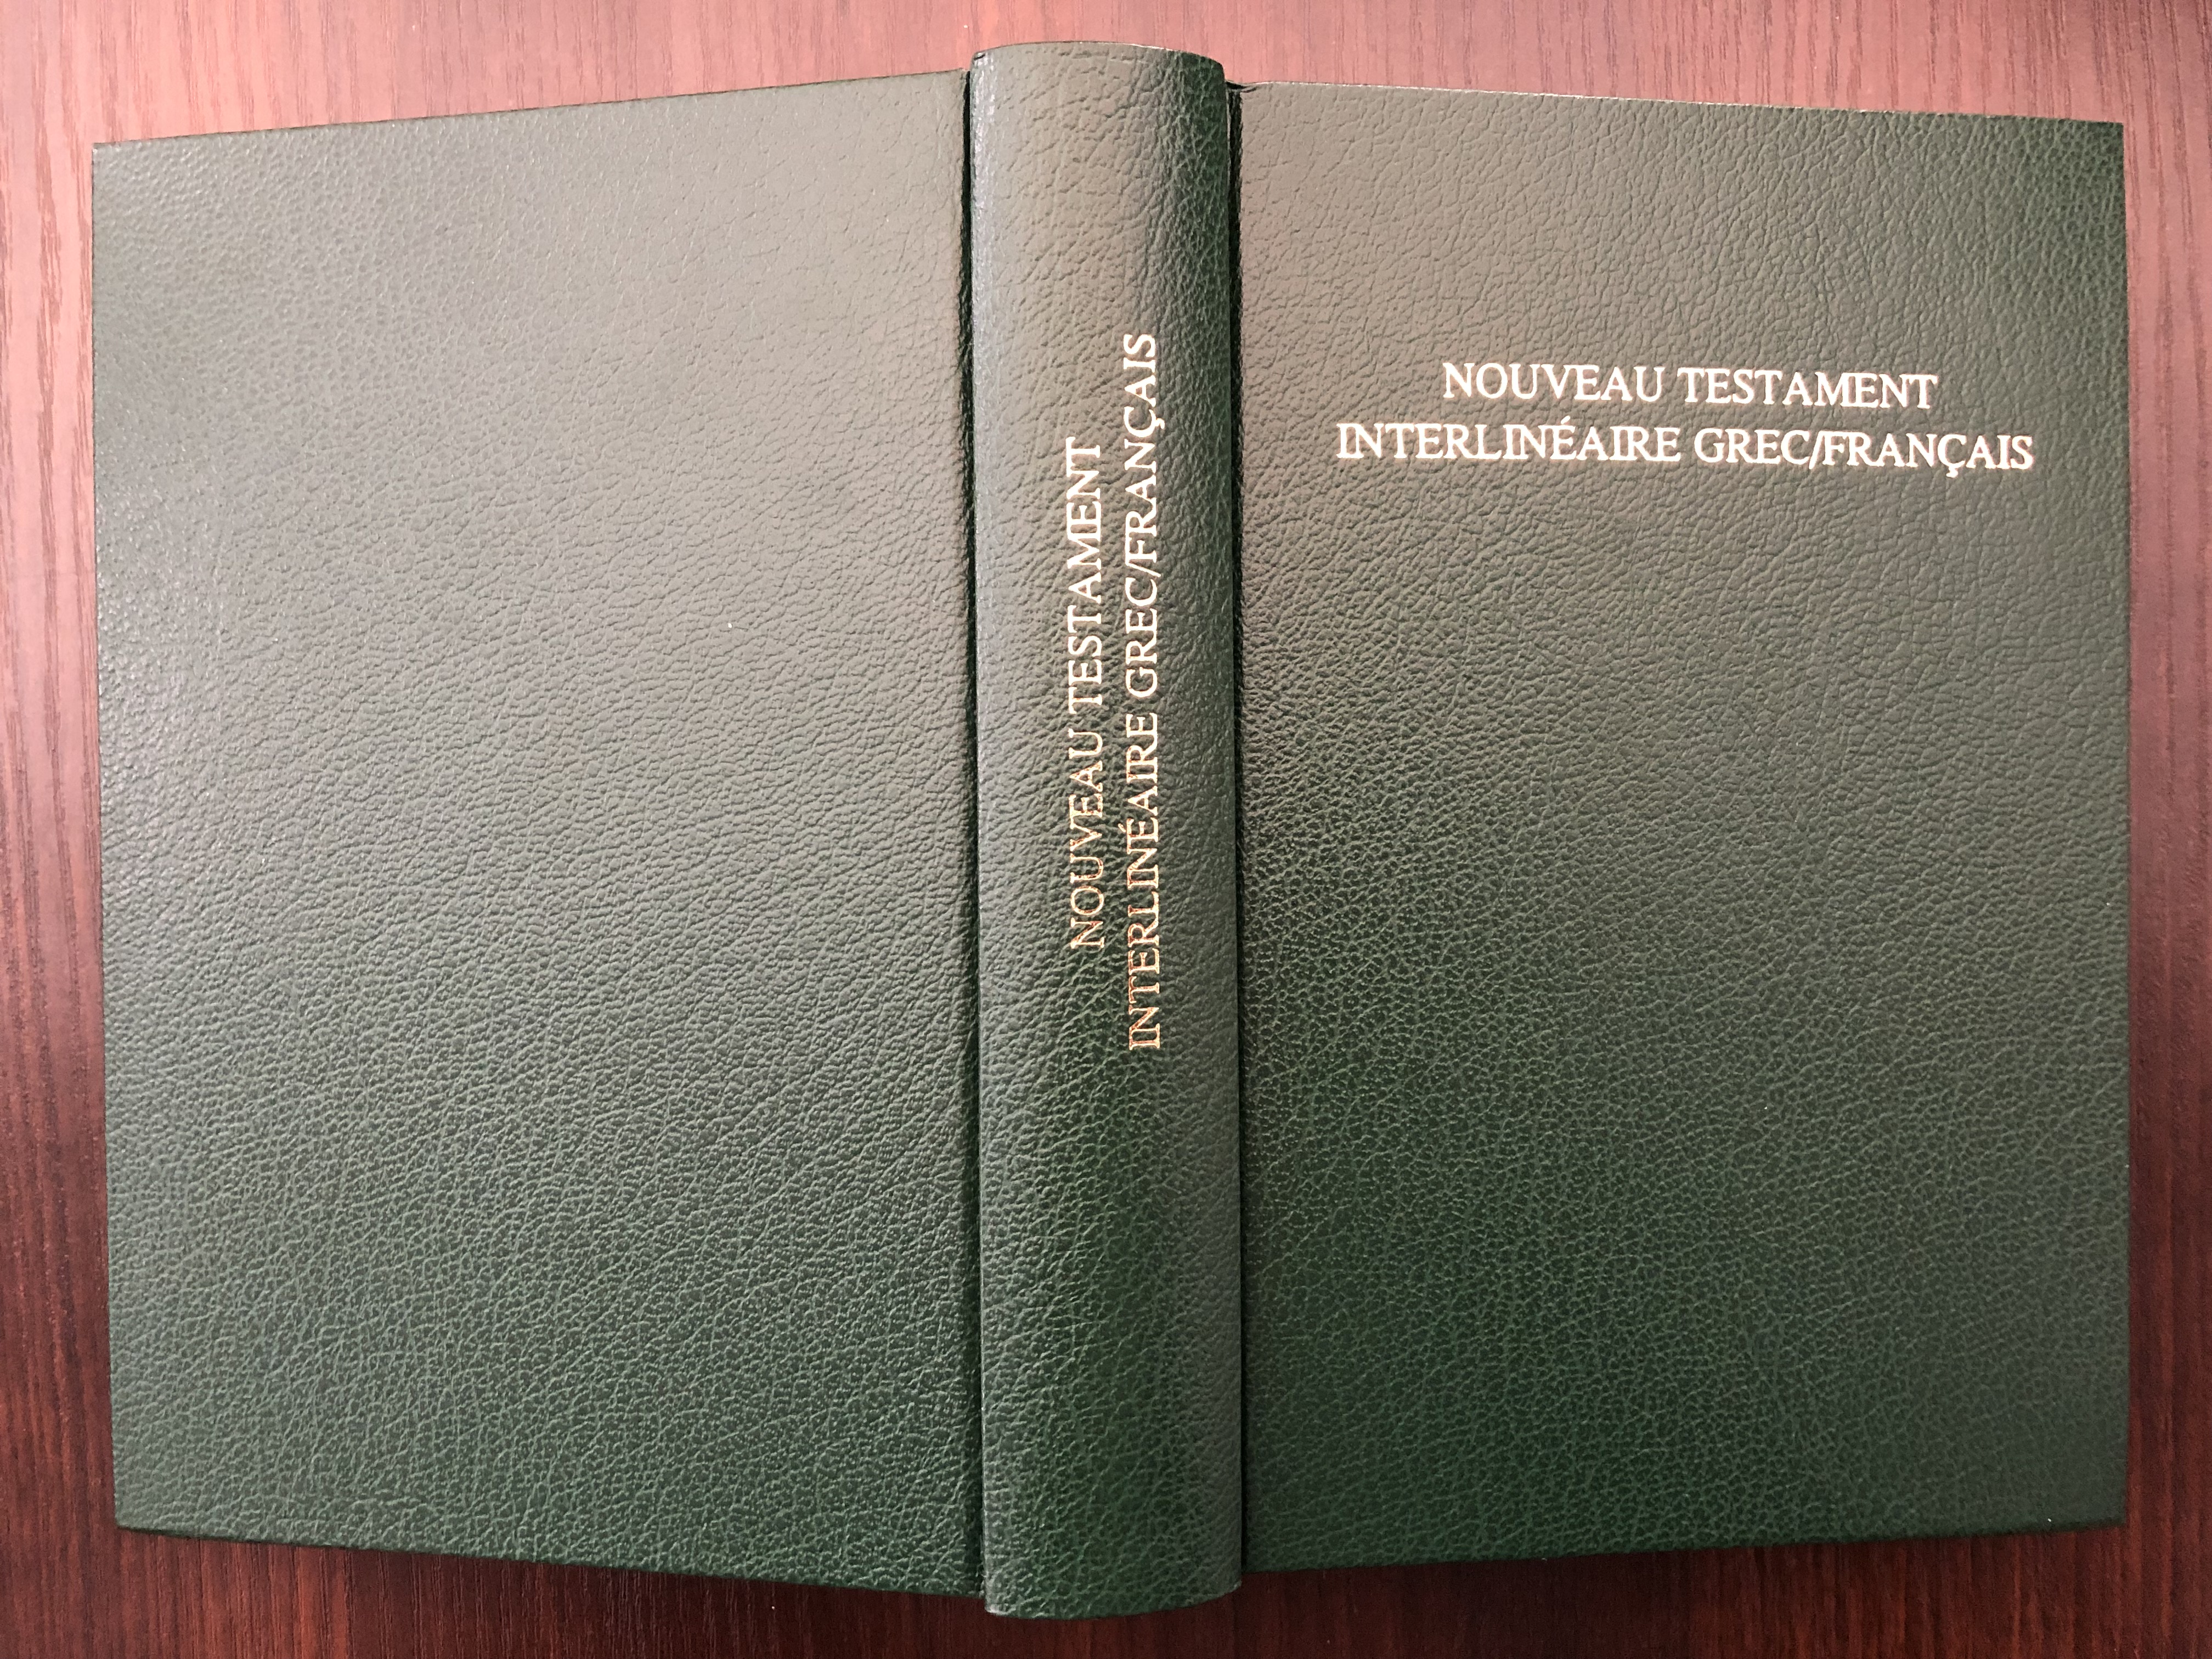 NOUVEAU TESTAMENT
INTERLINÉAIRE GREC/FRANÇAIS
NOUVEAU TESTAMENT
INTERLINÉAIRE GREC/FRANÇAIS